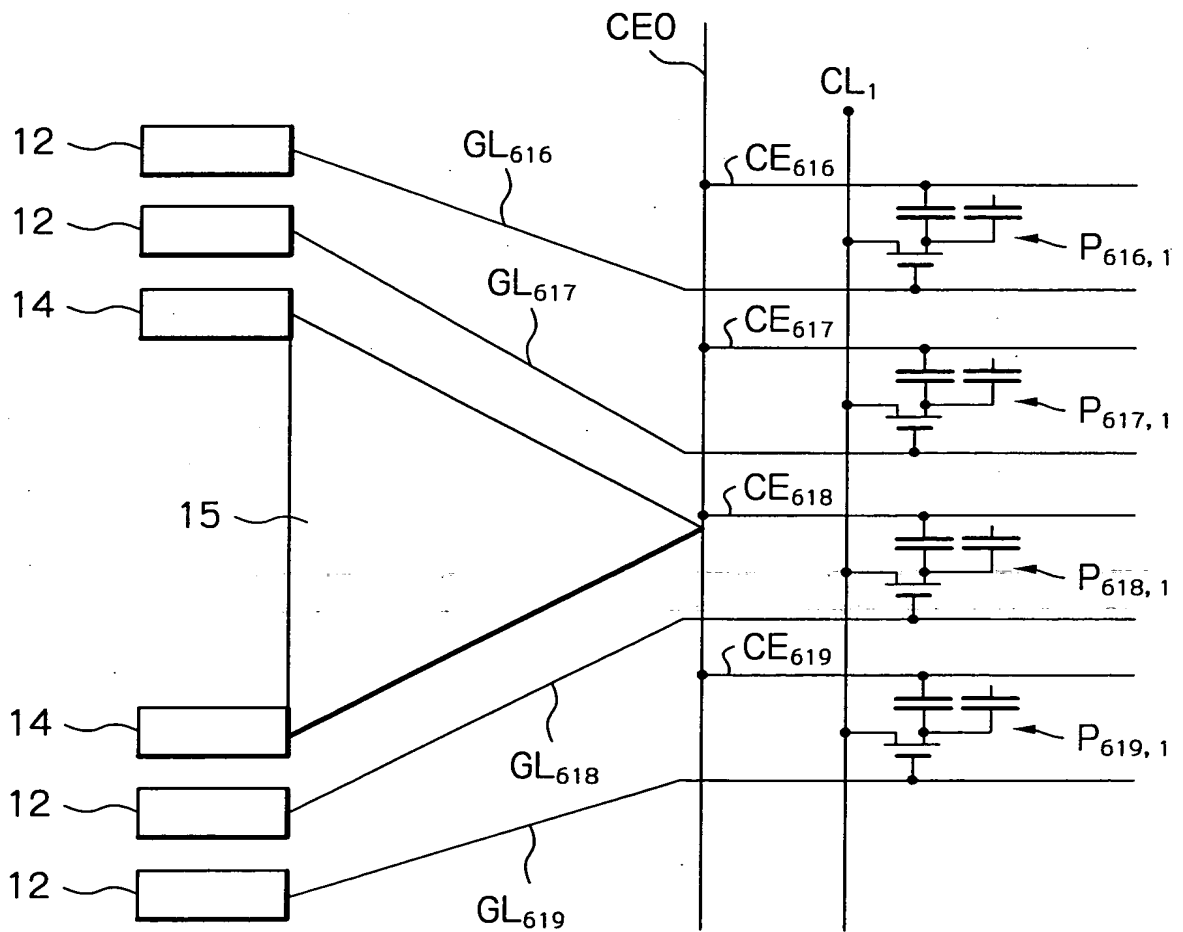 CEO
CL₁
12
GL₆₁₆
CE₆₁₆
P₆₁₆, ₁
12
GL₆₁₇
14
CE₆₁₇
P₆₁₇, ₁
15
CE₆₁₈
P₆₁₈, ₁
CE₆₁₉
14
P₆₁₉, ₁
GL₆₁₈
12
12
GL₆₁₉